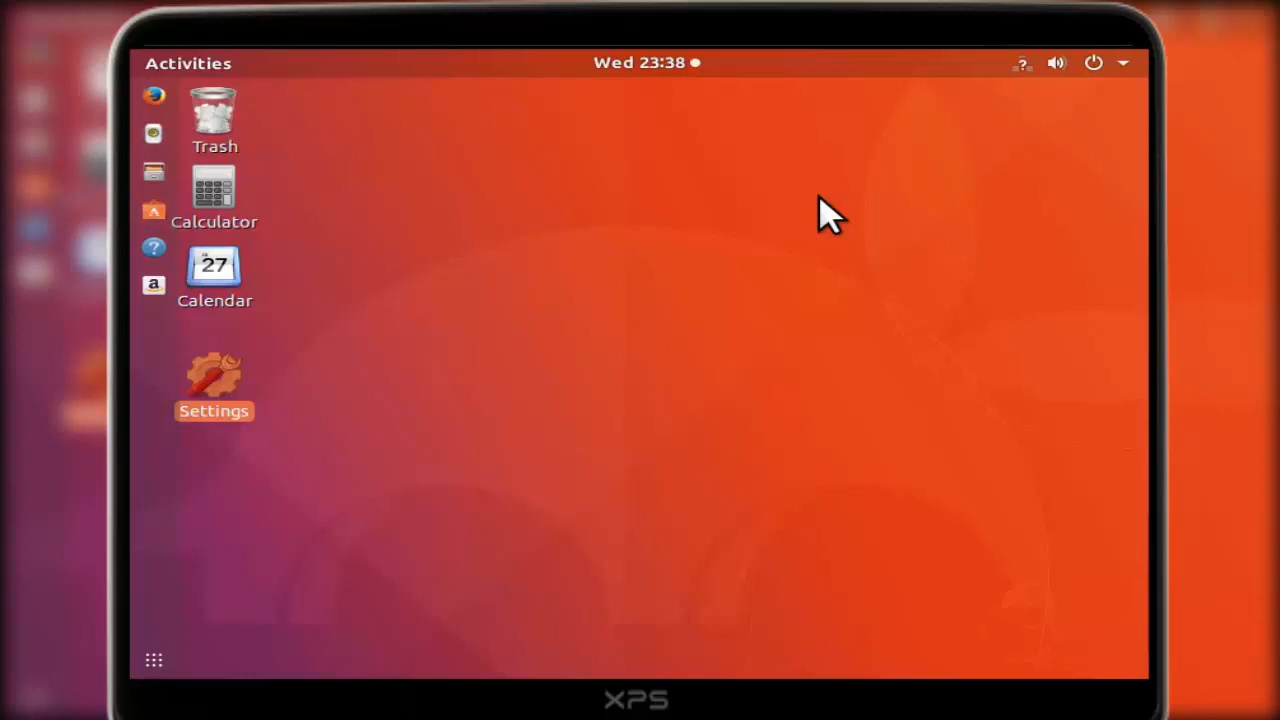 Activities
Wed 23:38
?
Trash
Calculator
27
Calendar
?
a
Settings
XPS